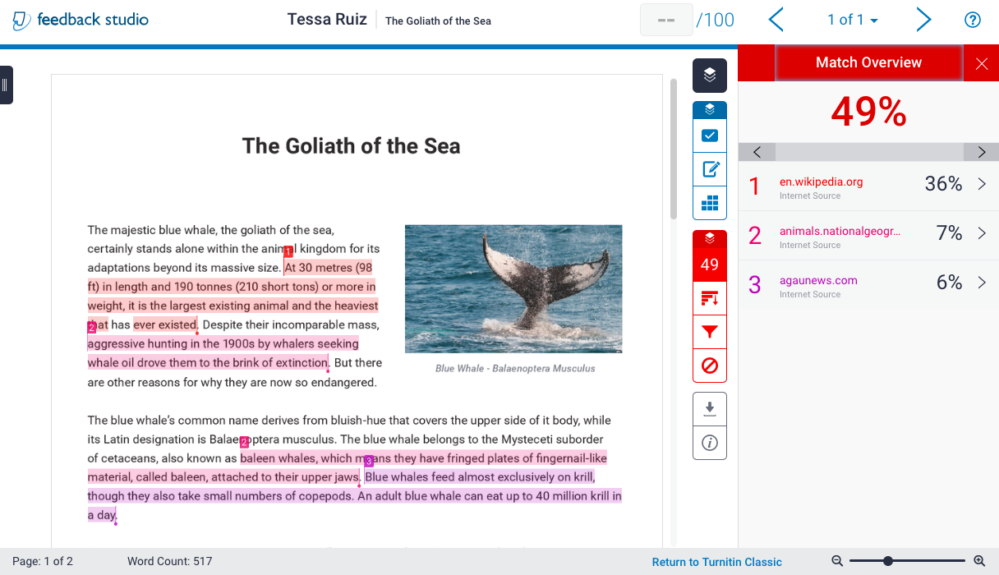 feedback studio
Tessa Ruiz
The Goliath of the Sea
--
/100
1 of 1
?
Match Overview
49%
1
en.wikipedia.org
36%
Internet Source
2
animals.nationalgeogr...
7%
Internet Source
3
agaunews.com
6%
Internet Source
49
i
The Goliath of the Sea
The majestic blue whale, the goliath of the sea,
certainly stands alone within the animal kingdom for its
1
adaptations beyond its massive size. At 30 metres (98
ft) in length and 190 tonnes (210 short tons) or more in
weight, it is the largest existing animal and the heaviest
that has ever existed. Despite their incomparable mass,
2
aggressive hunting in the 1900s by whalers seeking
whale oil drove them to the brink of extinction. But there
are other reasons for why they are now so endangered.
Blue Whale - Balaenoptera Musculus
The blue whale's common name derives from bluish-hue that covers the upper side of it body, while
its Latin designation is Balaenoptera musculus. The blue whale belongs to the Mysteceti suborder
2
of cetaceans, also known as baleen whales, which means they have fringed plates of fingernail-like
3
material, called baleen, attached to their upper jaws. Blue whales feed almost exclusively on krill,
though they also take small numbers of copepods. An adult blue whale can eat up to 40 million krill in
a day.
Page: 1 of 2
Word Count: 517
Return to Turnitin Classic